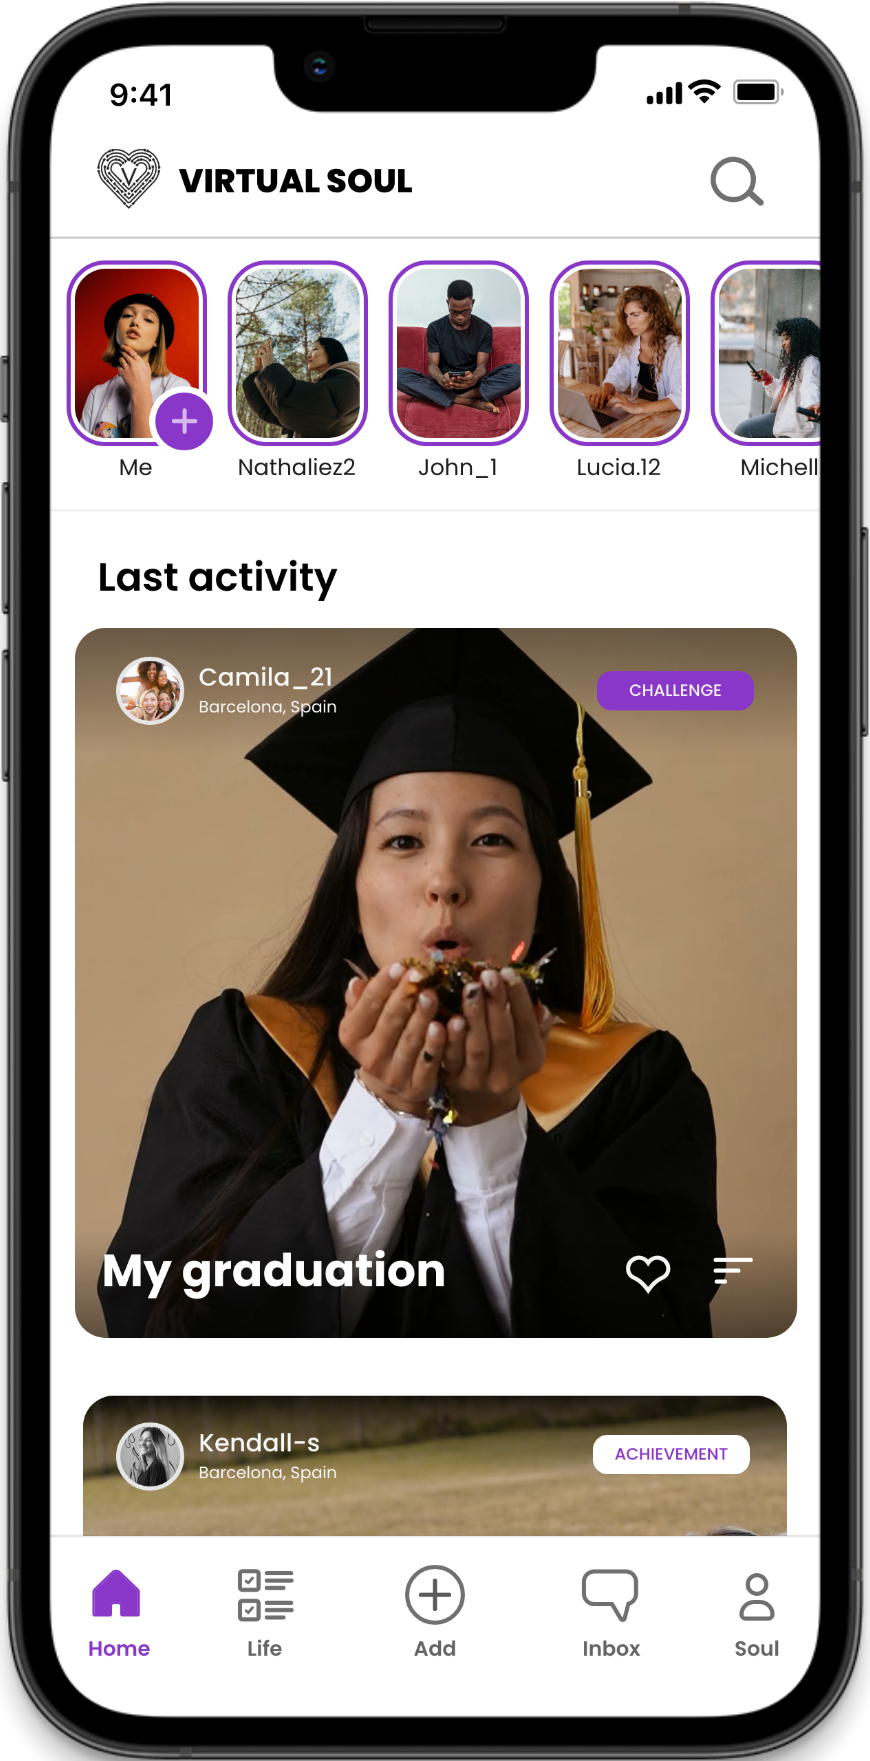 9:41
V
VIRTUAL SOUL
Me
Nathaliez2
John_1
Lucia.12
Michell
Last activity
Camila_21
Barcelona, Spain
CHALLENGE
My graduation
Kendall-s
Barcelona, Spain
ACHIEVEMENT
Home
Life
Add
Inbox
Soul